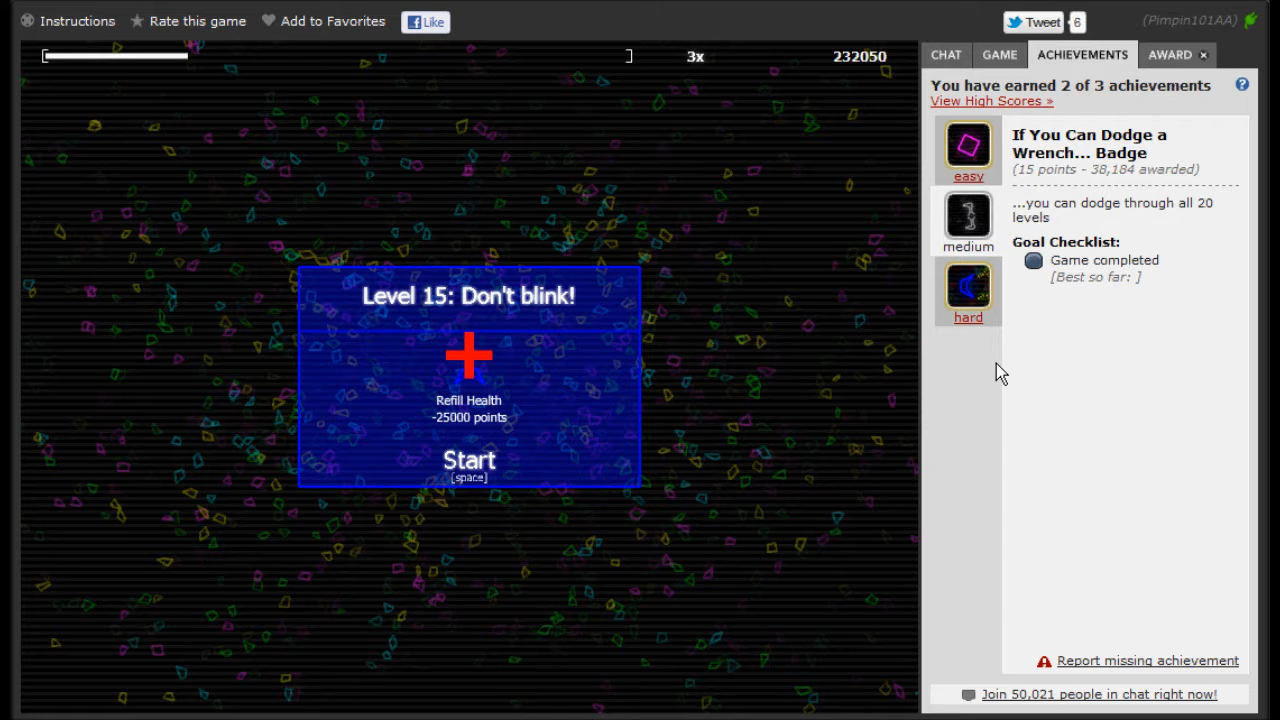 Instructions Rate this game Add to Favorites Like Tweet 6 (Pimpin101AA)
[ ] 3x 232050
CHAT GAME ACHIEVEMENTS AWARD ×
You have earned 2 of 3 achievements ?
View High Scores »
easy
medium
hard
If You Can Dodge a
Wrench... Badge
(15 points - 38,184 awarded)
...you can dodge through all 20
levels
Goal Checklist:
Game completed
[Best so far: ]
Level 15: Don't blink!
Refill Health
-25000 points
Start
[space]
Report missing achievement
Join 50,021 people in chat right now!